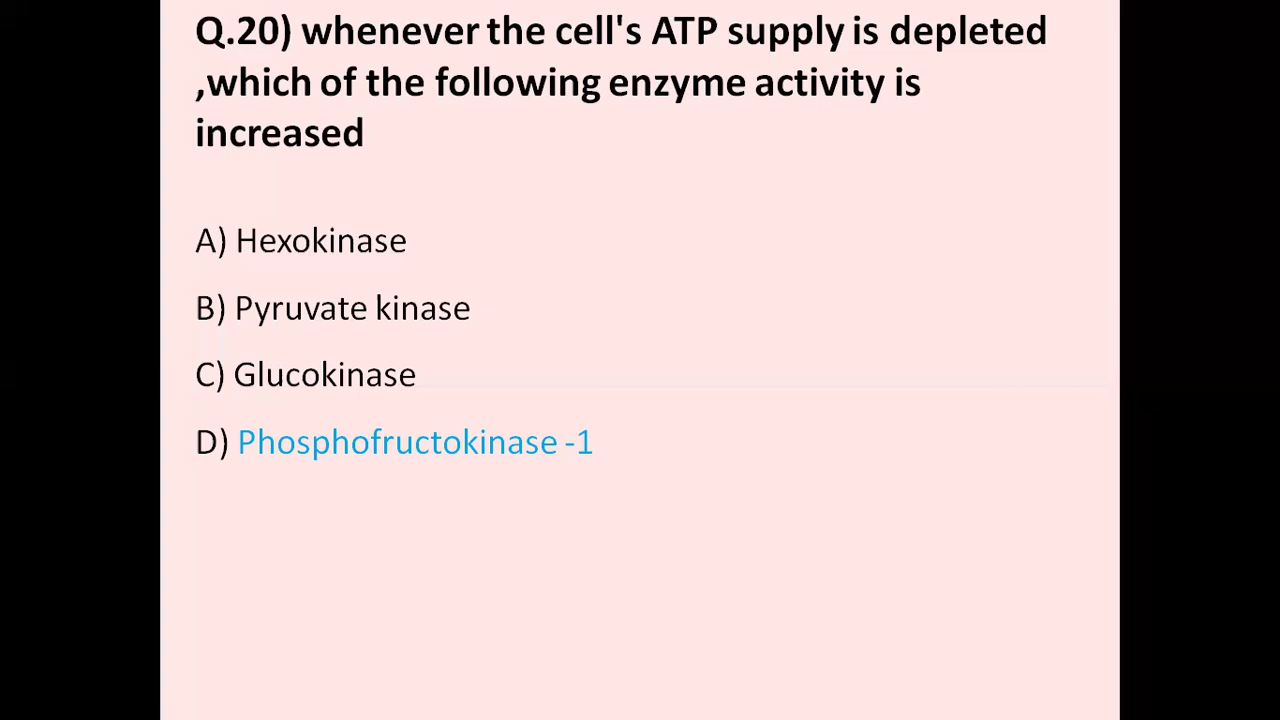 Q.20) whenever the cell's ATP supply is depleted
,which of the following enzyme activity is
increased
A) Hexokinase
B) Pyruvate kinase
C) Glucokinase
D) Phosphofructokinase -1